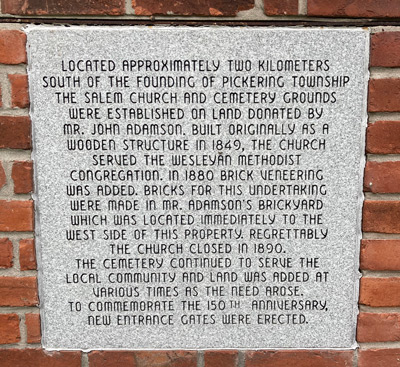 LOCATED APPROXIMATELY TWO KILOMETERS
SOUTH OF THE FOUNDING OF PICKERING TOWNSHIP
THE SALEM CHURCH AND CEMETERY GROUNDS
WERE ESTABLISHED ON LAND DONATED BY
MR. JOHN ADAMSON. BUILT ORIGINALLY AS A
WOODEN STRUCTURE IN 1849, THE CHURCH
SERVED THE WESLEYAN METHODIST
CONGREGATION. IN 1880 BRICK VENEERING
WAS ADDED. BRICKS FOR THIS UNDERTAKING
WERE MADE IN MR. ADAMSON'S BRICKYARD
WHICH WAS LOCATED IMMEDIATELY TO THE
WEST SIDE OF THIS PROPERTY. REGRETTABLY
THE CHURCH CLOSED IN 1890.
THE CEMETERY CONTINUED TO SERVE THE
LOCAL COMMUNITY AND LAND WAS ADDED AT
VARIOUS TIMES AS THE NEED AROSE.
TO COMMEMORATE THE 150TH ANNIVERSARY,
NEW ENTRANCE GATES WERE ERECTED.